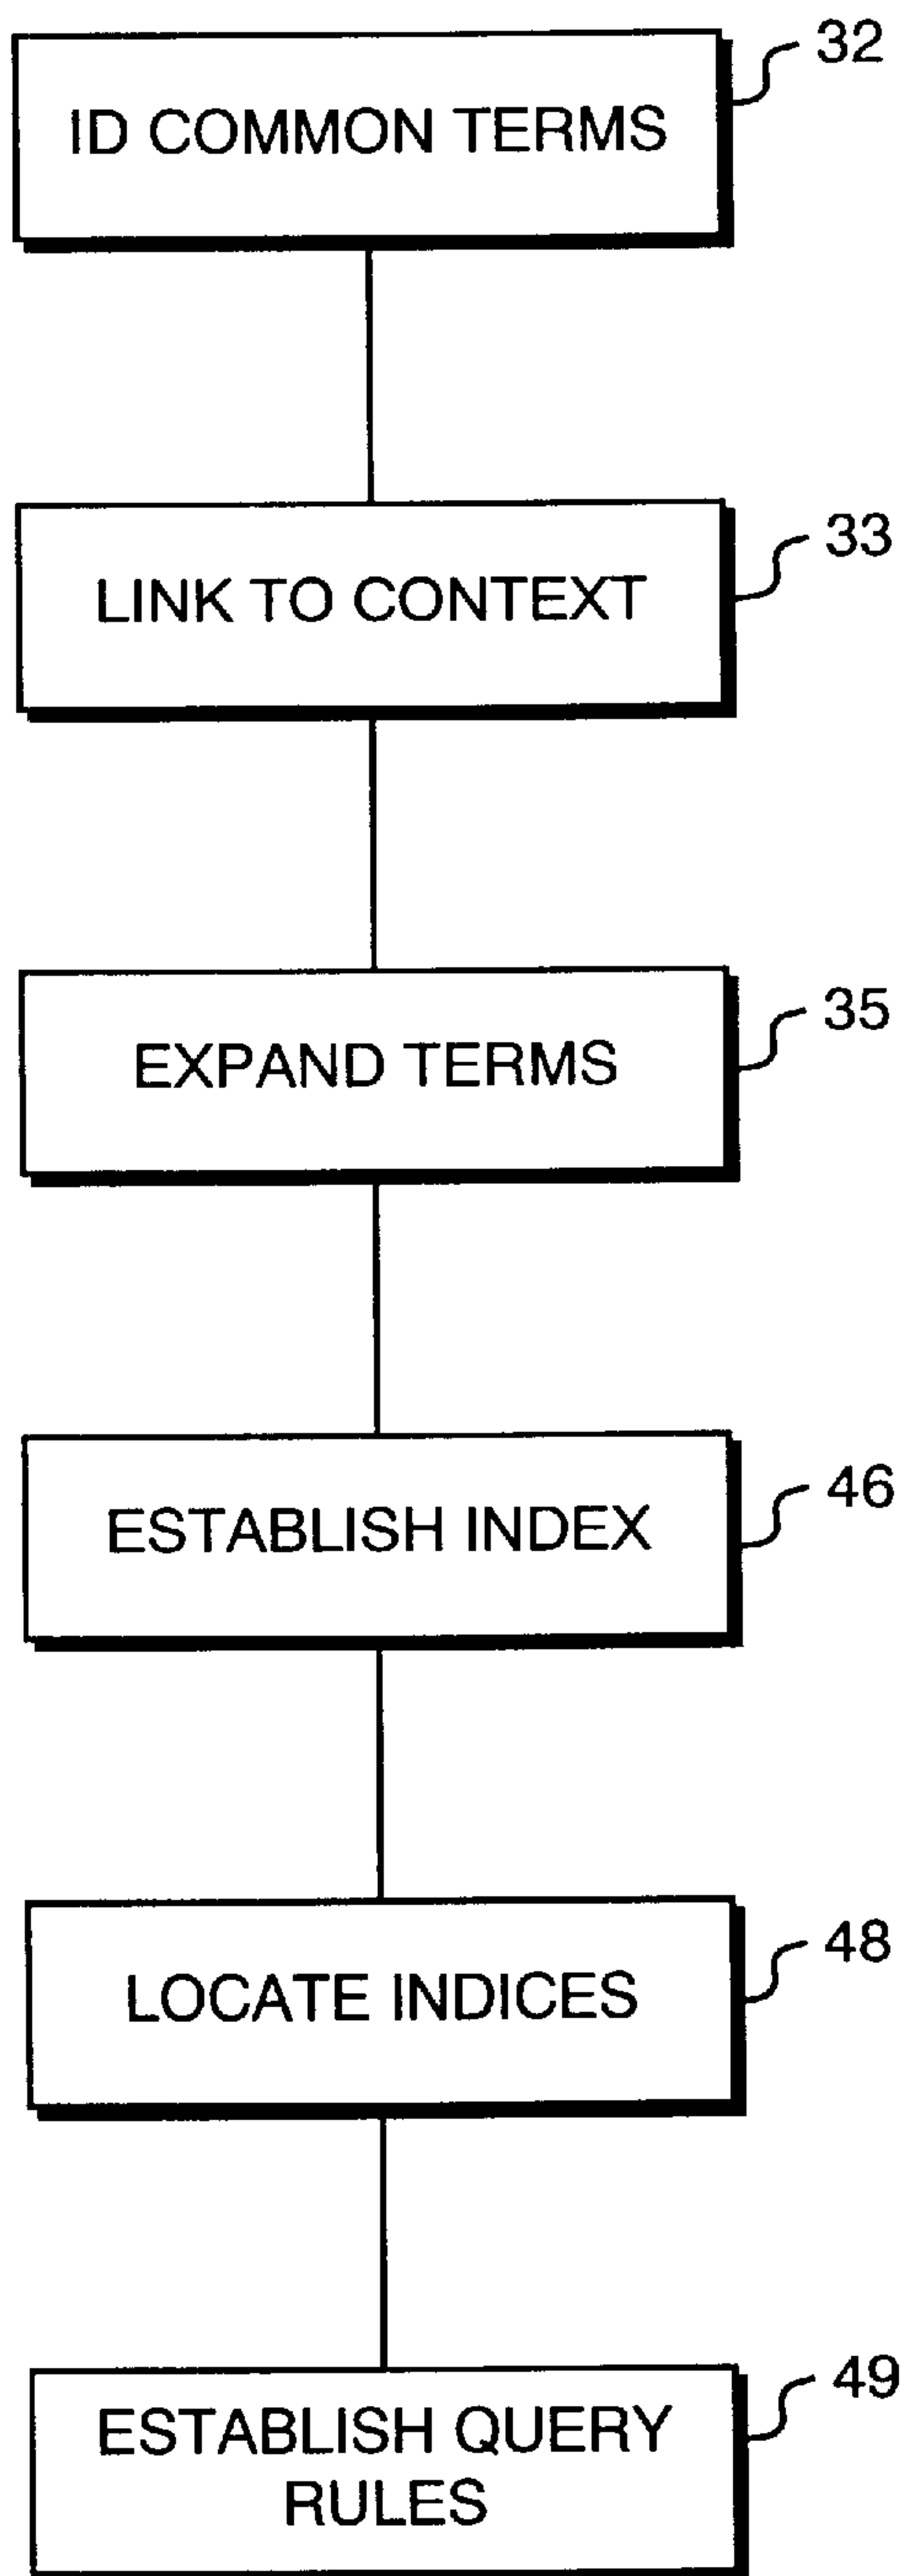 32
ID COMMON TERMS
33
LINK TO CONTEXT
35
EXPAND TERMS
46
ESTABLISH INDEX
48
LOCATE INDICES
49
ESTABLISH QUERY
RULES